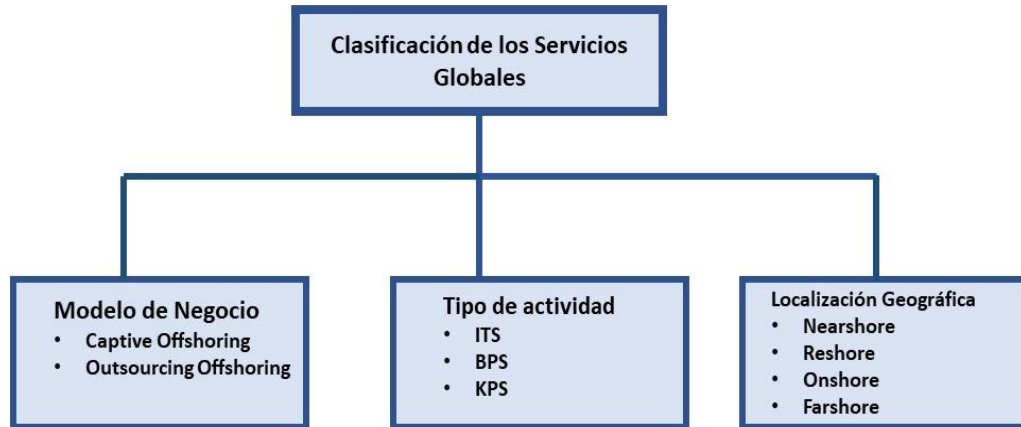 Clasificación de los Servicios
Globales
Modelo de Negocio
• Captive Offshoring
• Outsourcing Offshoring
Tipo de actividad
• ITS
• BPS
• KPS
Localización Geográfica
• Nearshore
• Reshore
• Onshore
• Farshore